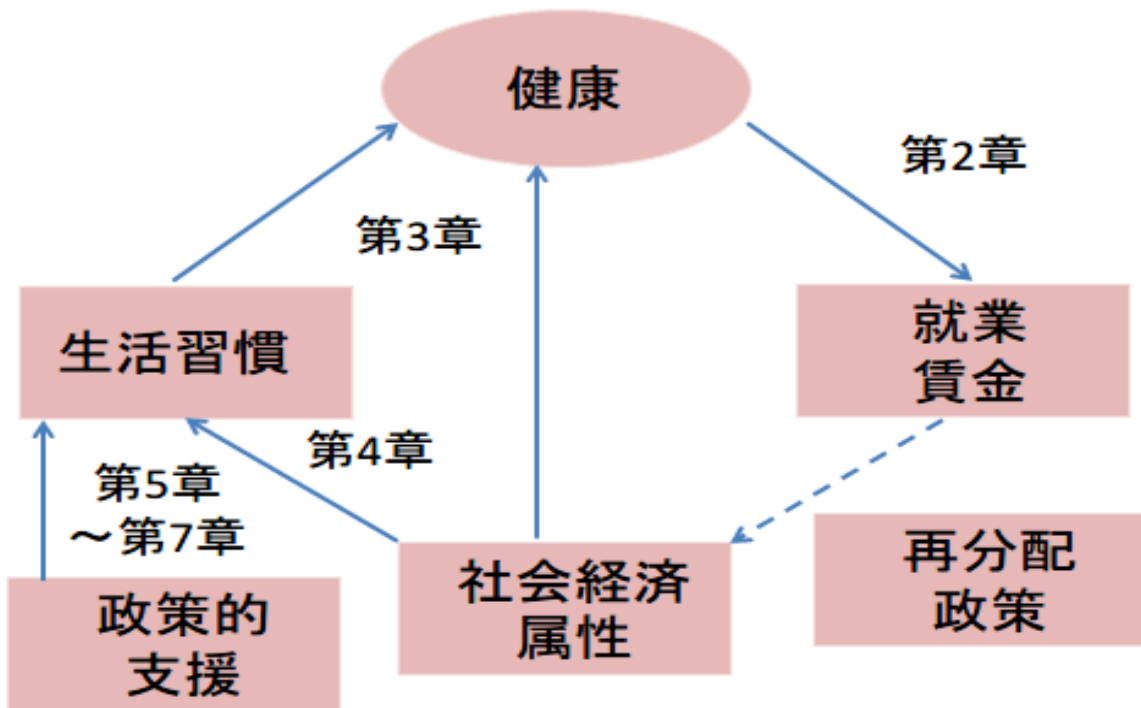 健康
第2章
第3章
生活習慣
就業
賃金
第4章
第5章
～第7章
政策的
支援
社会経済
属性
再分配
政策